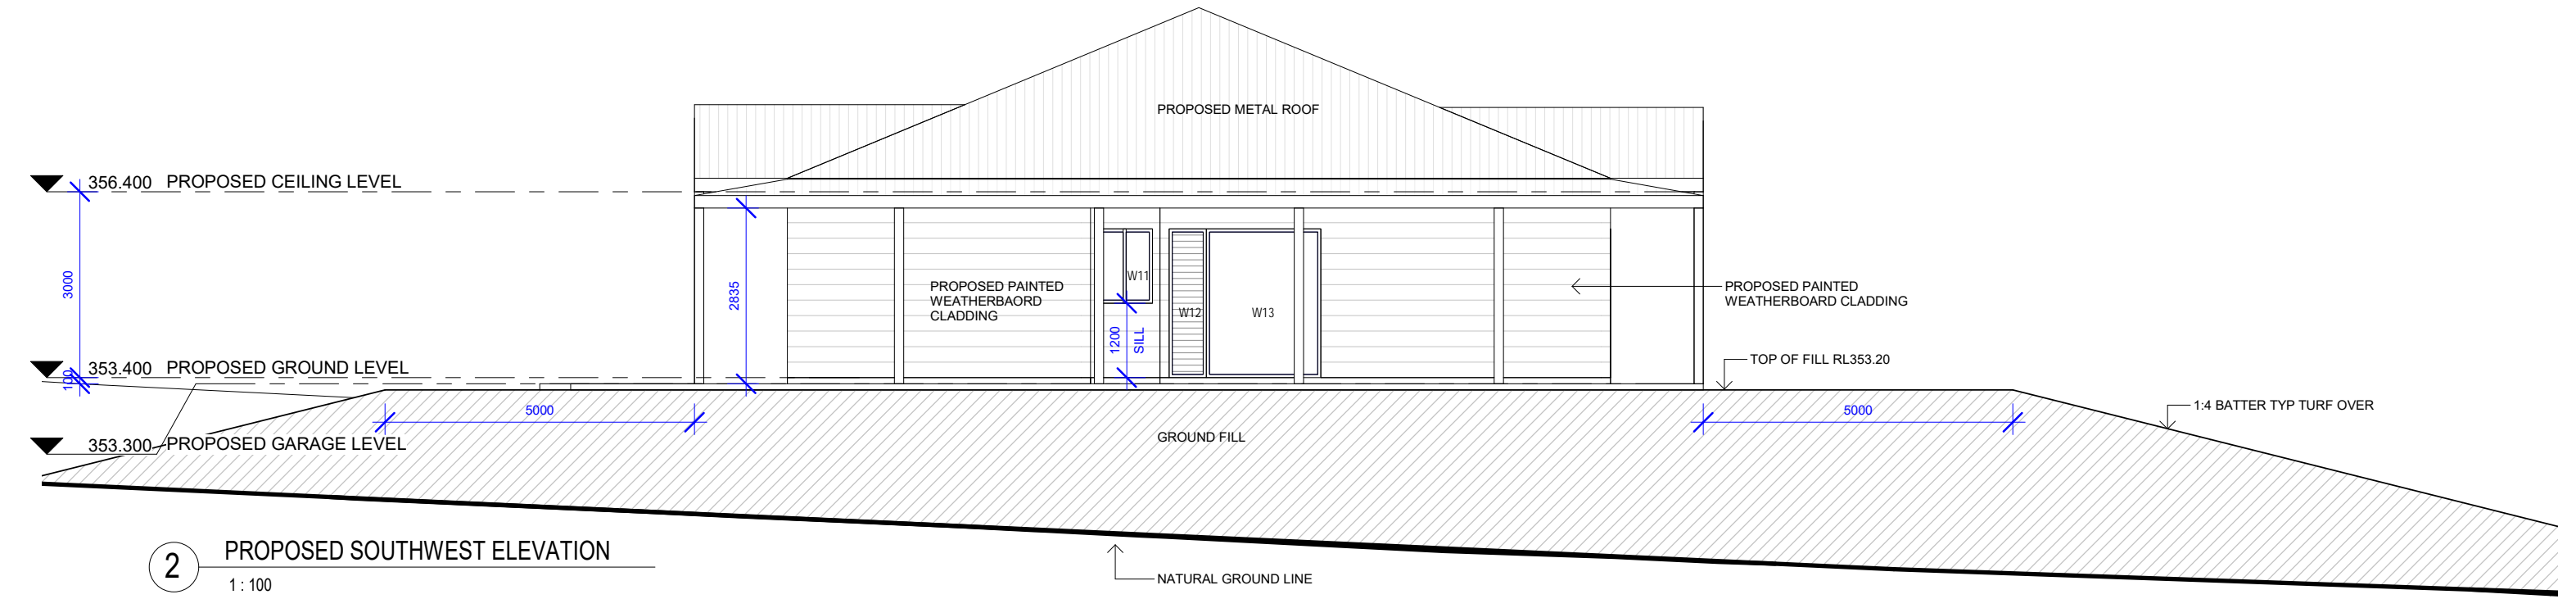 PROPOSED METAL ROOF
356.400 PROPOSED CEILING LEVEL
3000
2835
PROPOSED PAINTED
WEATHERBAORD
CLADDING
W11
W12
W13
1200
SILL
PROPOSED PAINTED
WEATHERBOARD CLADDING
353.400 PROPOSED GROUND LEVEL
100
TOP OF FILL RL353.20
5000
5000
1:4 BATTER TYP TURF OVER
353.300 PROPOSED GARAGE LEVEL
GROUND FILL
2 PROPOSED SOUTHWEST ELEVATION
1 : 100
NATURAL GROUND LINE